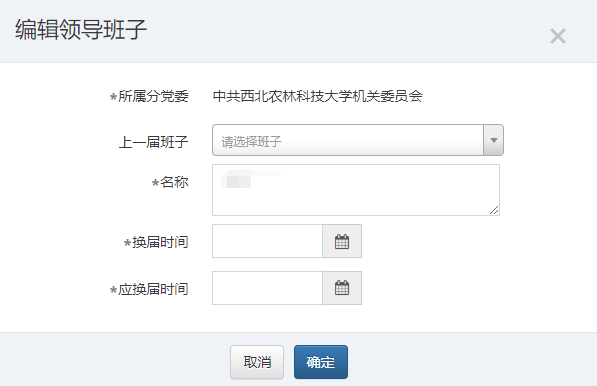 编辑领导班子
*所属分党委 中共西北农林科技大学机关委员会
上一届班子 请选择班子
*名称
*换届时间
*应换届时间
取消 确定